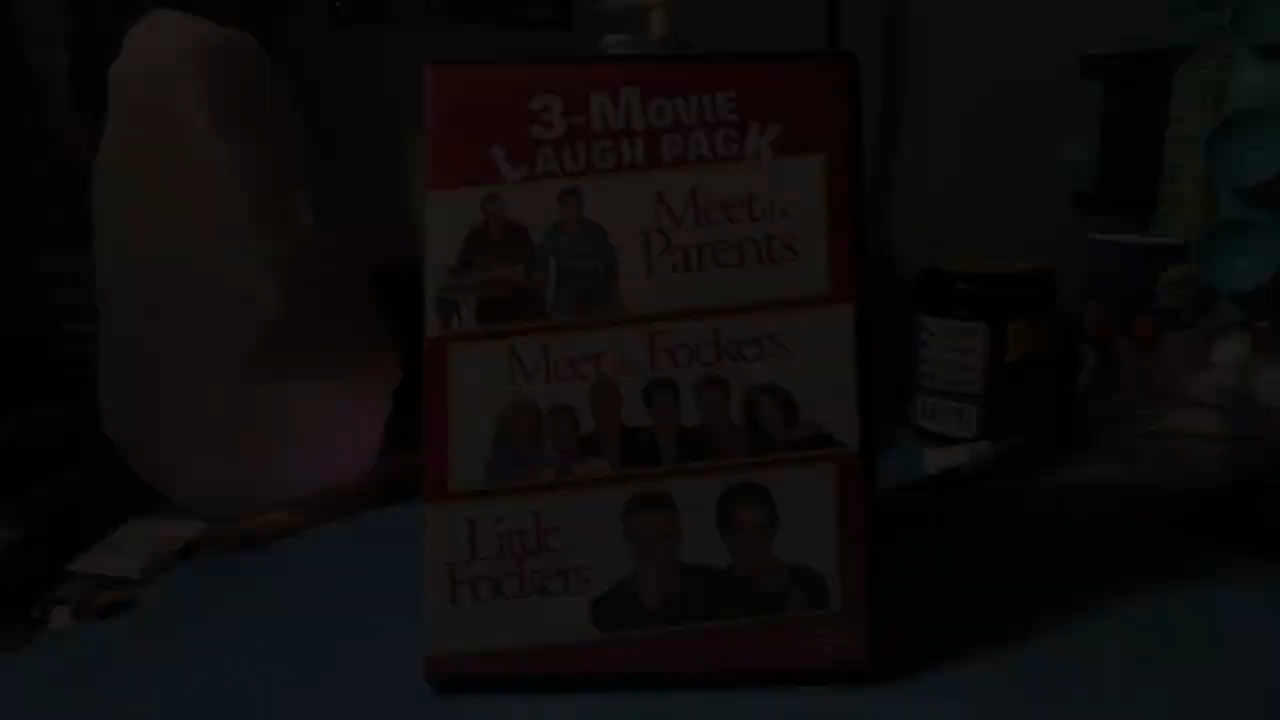 3-MOVIE
LAUGH PACK
Meet the
Parents
Meet the Fockers
Little
Fockers